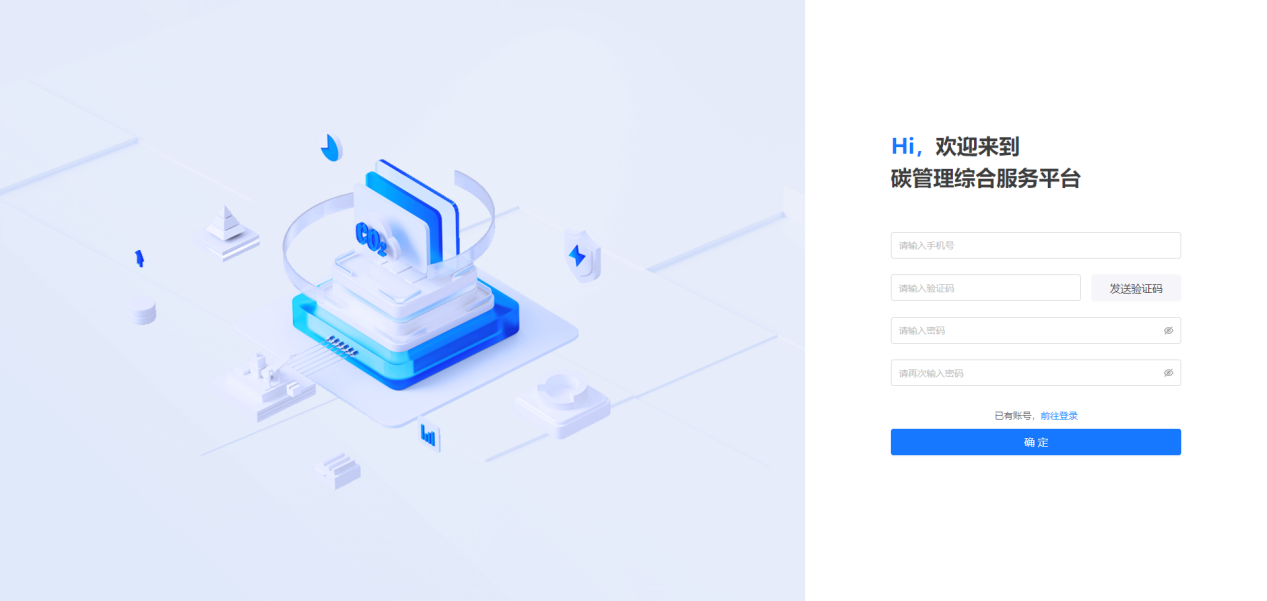 Hi，欢迎来到
碳管理综合服务平台
请输入手机号
请输入验证码 发送验证码
请输入密码
请再次输入密码
已有账号，前往登录
确 定
CO2